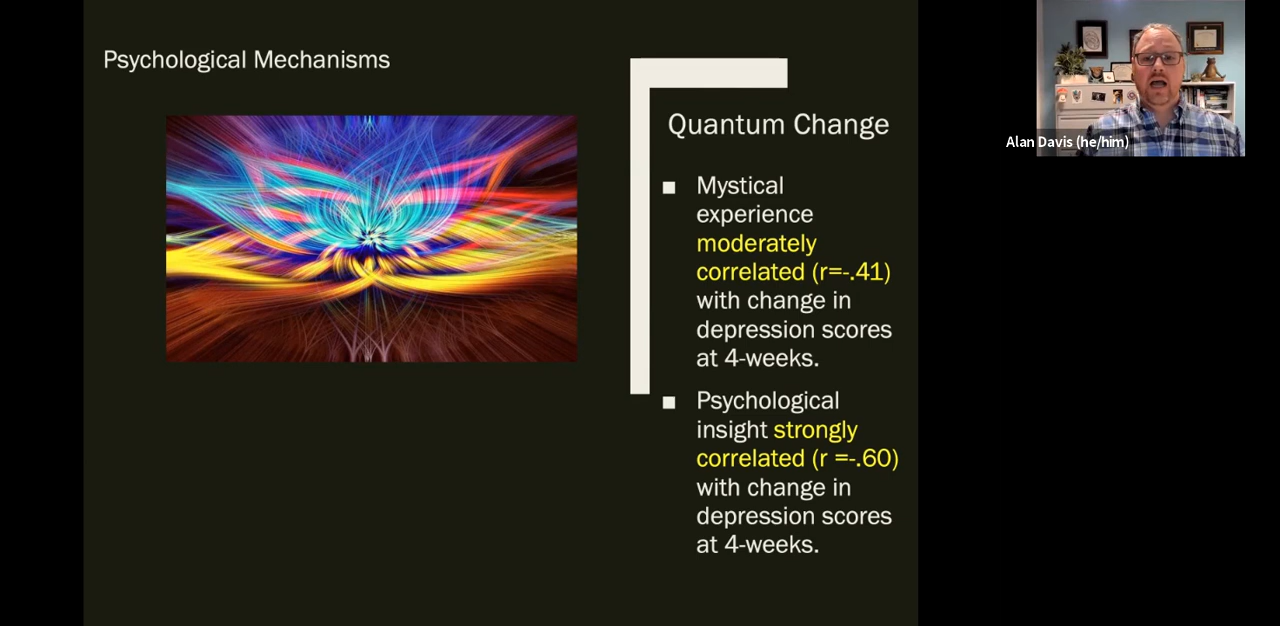 Psychological Mechanisms
Quantum Change
Mystical
experience
moderately
correlated (r=-.41)
with change in
depression scores
at 4-weeks.
Psychological
insight strongly
correlated (r =-.60)
with change in
depression scores
at 4-weeks.
Alan Davis (he/him)